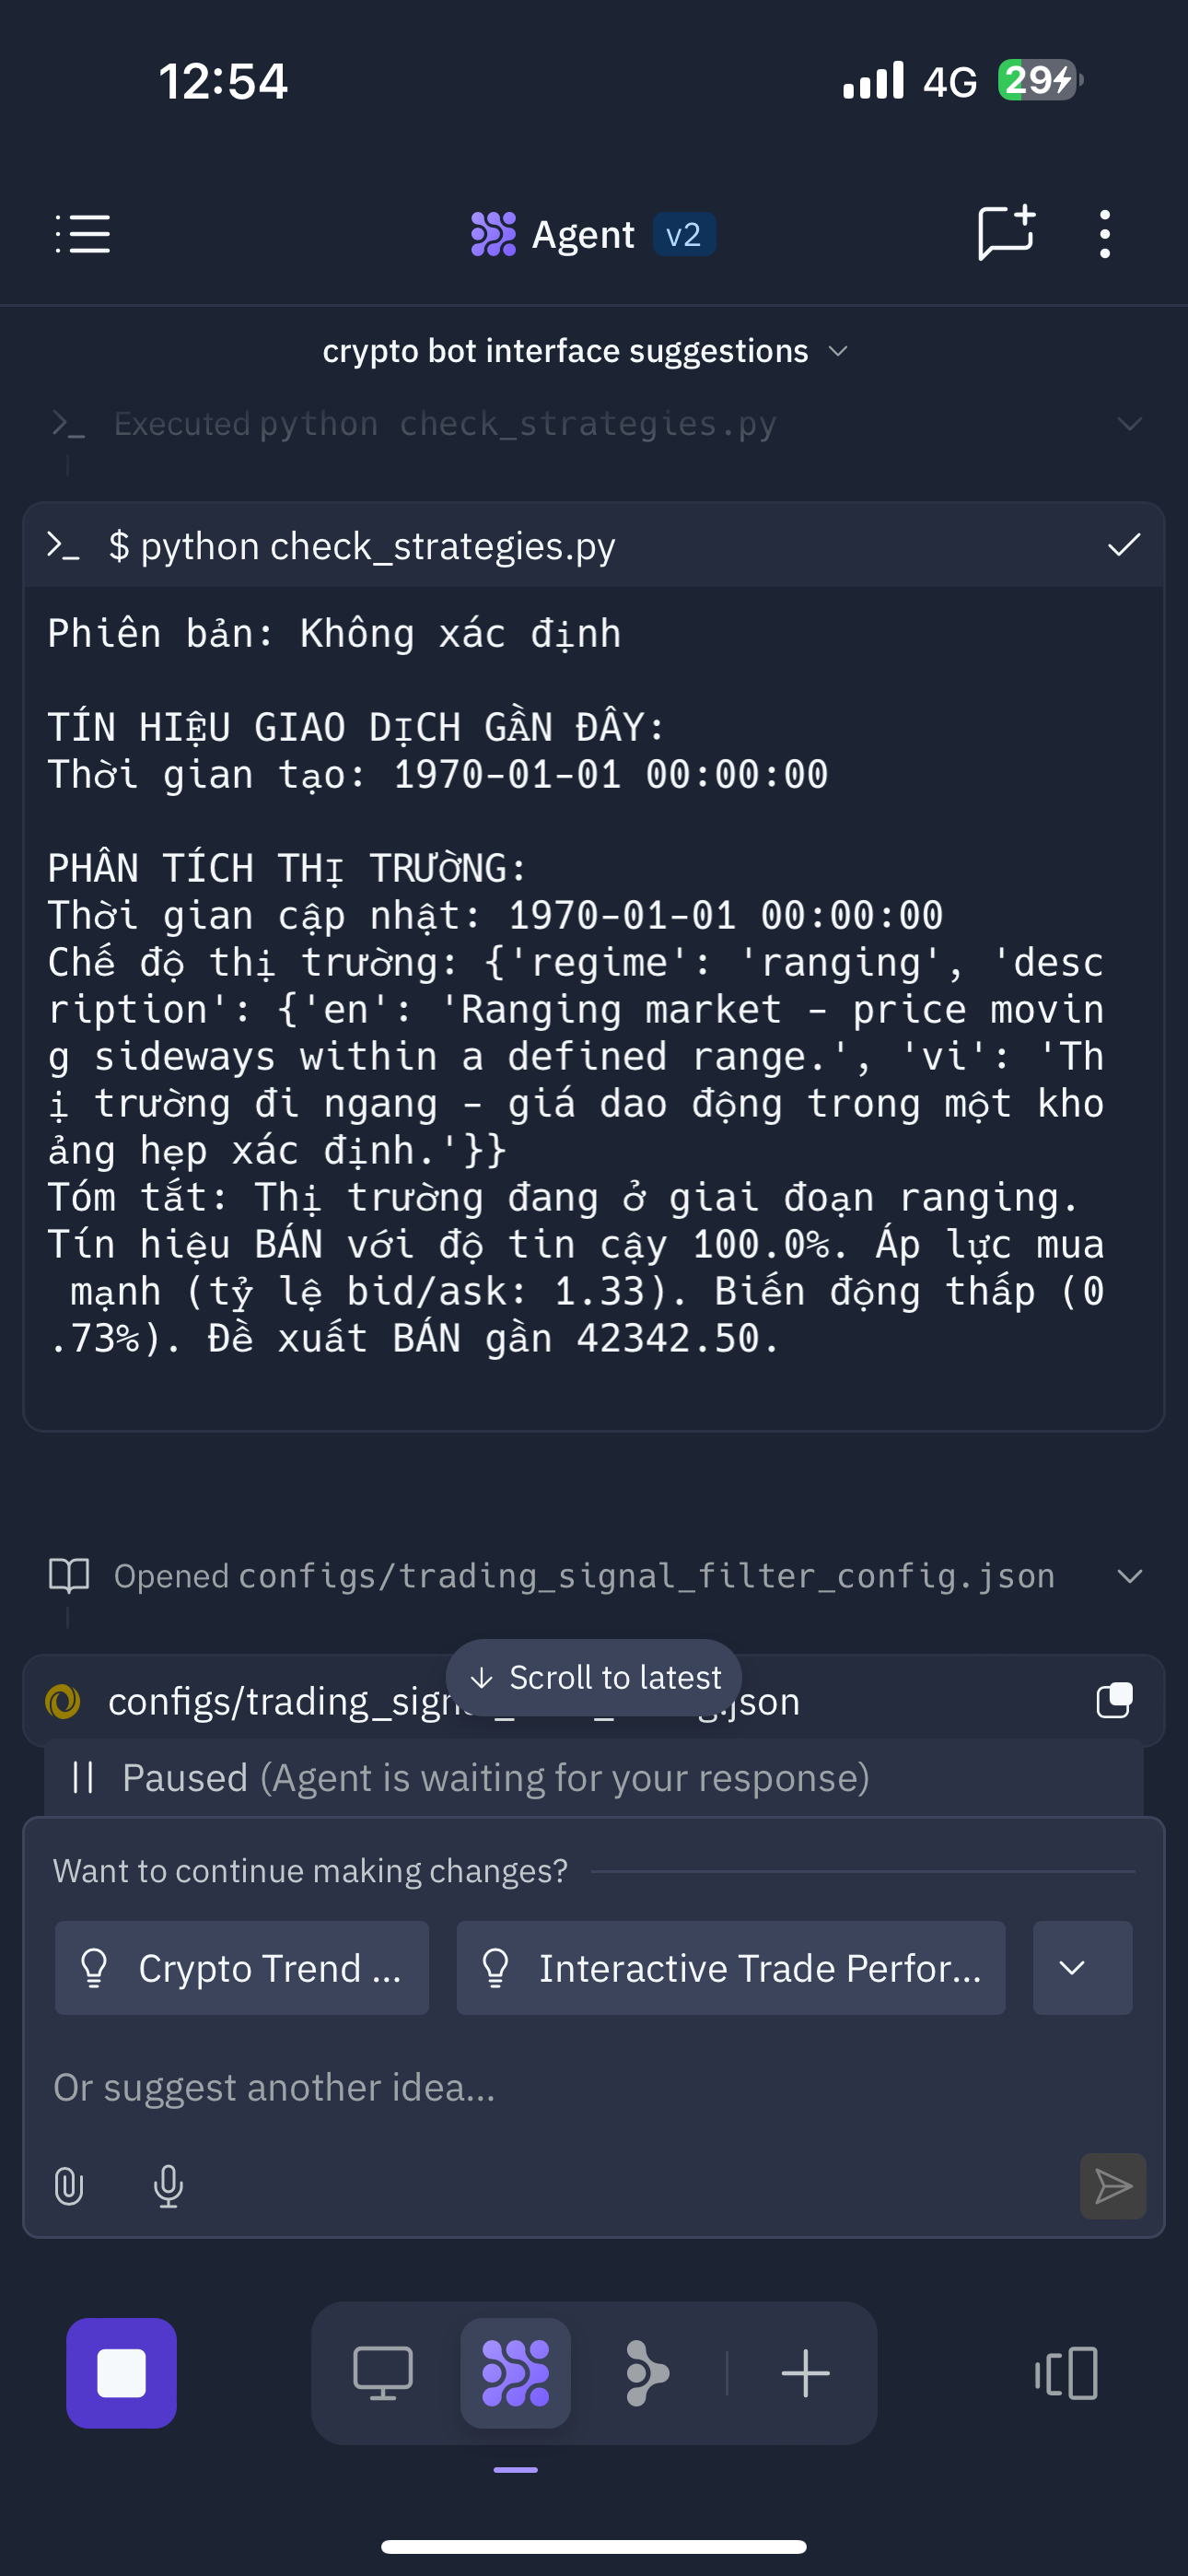 12:54
4G
29
Agent v2
crypto bot interface suggestions
Executed python check_strategies.py
$ python check_strategies.py
Phiên bản: Không xác định
TÍN HIỆU GIAO DỊCH GẦN ĐÂY:
Thời gian tạo: 1970-01-01 00:00:00
PHÂN TÍCH THỊ TRƯỜNG:
Thời gian cập nhật: 1970-01-01 00:00:00
Chế độ thị trường: {'regime': 'ranging', 'desc
ription': {'en': 'Ranging market - price movin
g sideways within a defined range.', 'vi': 'Th
ị trường đi ngang - giá dao động trong một kho
ảng hẹp xác định.'}}
Tóm tắt: Thị trường đang ở giai đoạn ranging.
Tín hiệu BÁN với độ tin cậy 100.0%. Áp lực mua
mạnh (tỷ lệ bid/ask: 1.33). Biến động thấp (0
.73%). Đề xuất BÁN gần 42342.50.
Opened configs/trading_signal_filter_config.json
Scroll to latest
configs/trading_sign .json
Paused (Agent is waiting for your response)
Want to continue making changes?
Crypto Trend ...
Interactive Trade Perfor...
Or suggest another idea...